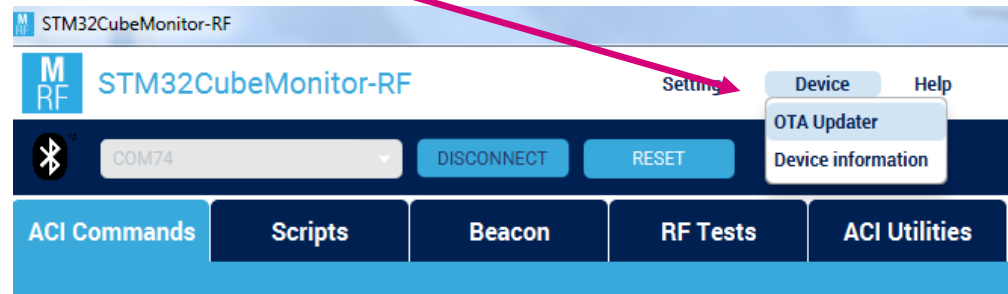 M RF STM32CubeMonitor-RF
M RF STM32CubeMonitor-RF Settings Device Help
OTA Updater
COM74 DISCONNECT RESET Device information
ACI Commands Scripts Beacon RF Tests ACI Utilities